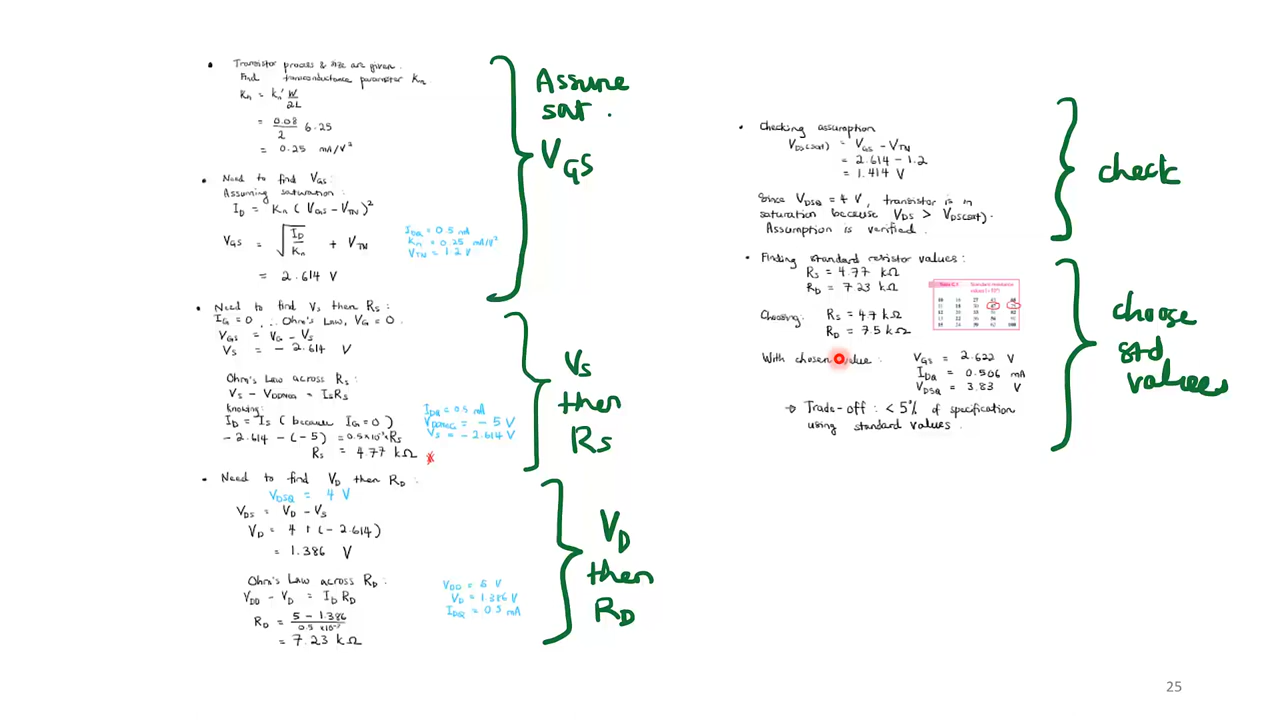 • Transistor process & size are given.
Find transconductance parameter Kn
Kn = kn' W/2L
= 0.08/2 6.25
= 0.25 mA/V²
• Need to find VGS:
Assuming saturation:
ID = Kn (VGS - VTN)²
VGS = √(ID/Kn) + VTN
= 2.614 V
IDQ = 0.5 mA
Kn = 0.25 mA/V²
VTN = 1.2 V
Assume
sat.
VGS
• Need to find Vs then Rs:
IG = 0 ∴ Ohm's Law, VG = 0.
VGS = VG - VS
VS = - 2.614 V
Ohm's Law across Rs:
Vs - VDDNEG = IsRs
Knowing:
ID = Is (because IG = 0)
- 2.614 - (-5) = 0.5×10⁻³ Rs
Rs = 4.77 kΩ *
IDQ = 0.5 mA
VDDNEG = - 5 V
Vs = - 2.614 V
Vs
then
Rs
• Need to find VD then RD:
VDSQ = 4 V
VDS = VD - VS
VD = 4 + (- 2.614)
= 1.386 V
Ohm's Law across RD:
VDD - VD = ID RD
RD = 5 - 1.386/0.5 ×10⁻³
= 7.23 kΩ
VDD = 5 V
VD = 1.386 V
IDQ = 0.5 mA
VD
then
RD
• Checking assumption
VDS(sat) = VGS - VTN
= 2.614 - 1.2
= 1.414 V
Since VDSQ = 4 V, transistor is in
saturation because VDS > VDS(sat).
Assumption is verified.
check
• Finding standard resistor values:
Rs = 4.77 kΩ
RD = 7.23 kΩ
Choosing: Rs = 4.7 kΩ
RD = 7.5 kΩ
With chosen value:
VGS = 2.622 V
IDQ = 0.506 mA
VDSQ = 3.83 V
→ Trade-off: < 5% of specification
using standard values.
choose
std
values
25